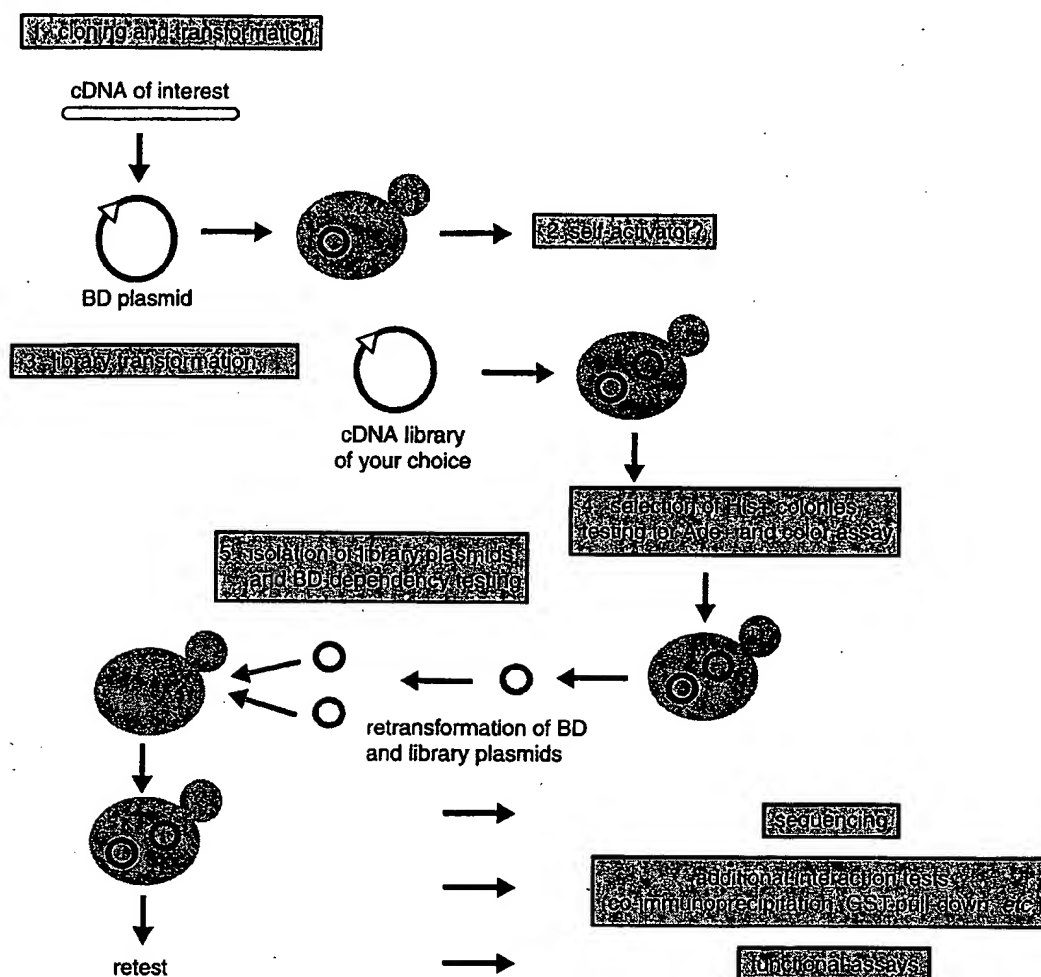 1. cloning and transformation
cDNA of interest
BD plasmid
2. self-activator?
3. library transformation
cDNA library
of your choice
4. selection of His+ colonies,
testing for Ade+ and color assay
5. isolation of library plasmids
and BD dependency testing
retransformation of BD
and library plasmids
sequencing
additional interaction tests
(co-immunoprecipitation, GST-pull-down, etc.)
retest
functional assays